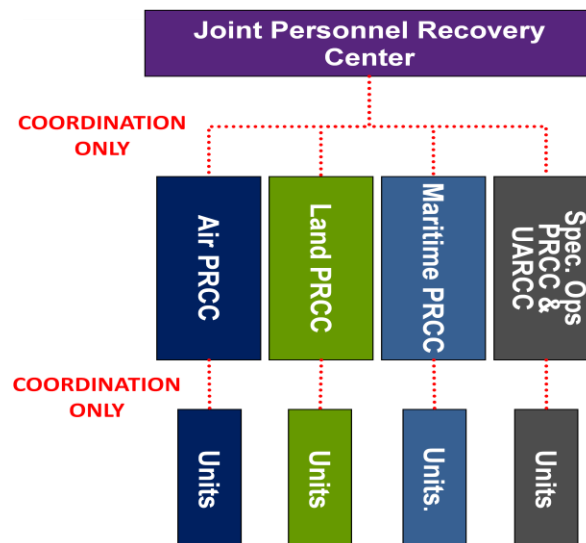 Joint Personnel Recovery
Center
COORDINATION
ONLY
Air PRCC
Land PRCC
Maritime PRCC
Spec. Ops
PRCC &
UARCC
COORDINATION
ONLY
Units
Units
Units.
Units